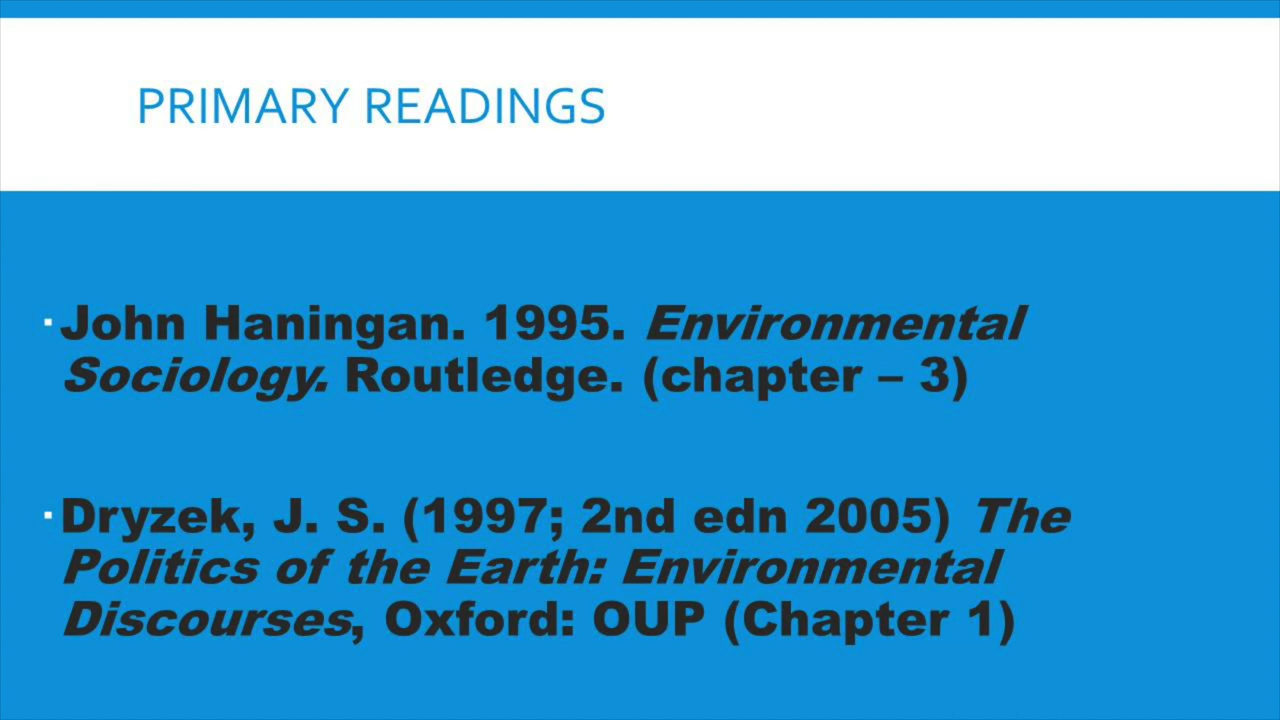 PRIMARY READINGS
▪John Haningan. 1995. Environmental
Sociology. Routledge. (chapter – 3)
▪Dryzek, J. S. (1997; 2nd edn 2005) The
Politics of the Earth: Environmental
Discourses, Oxford: OUP (Chapter 1)